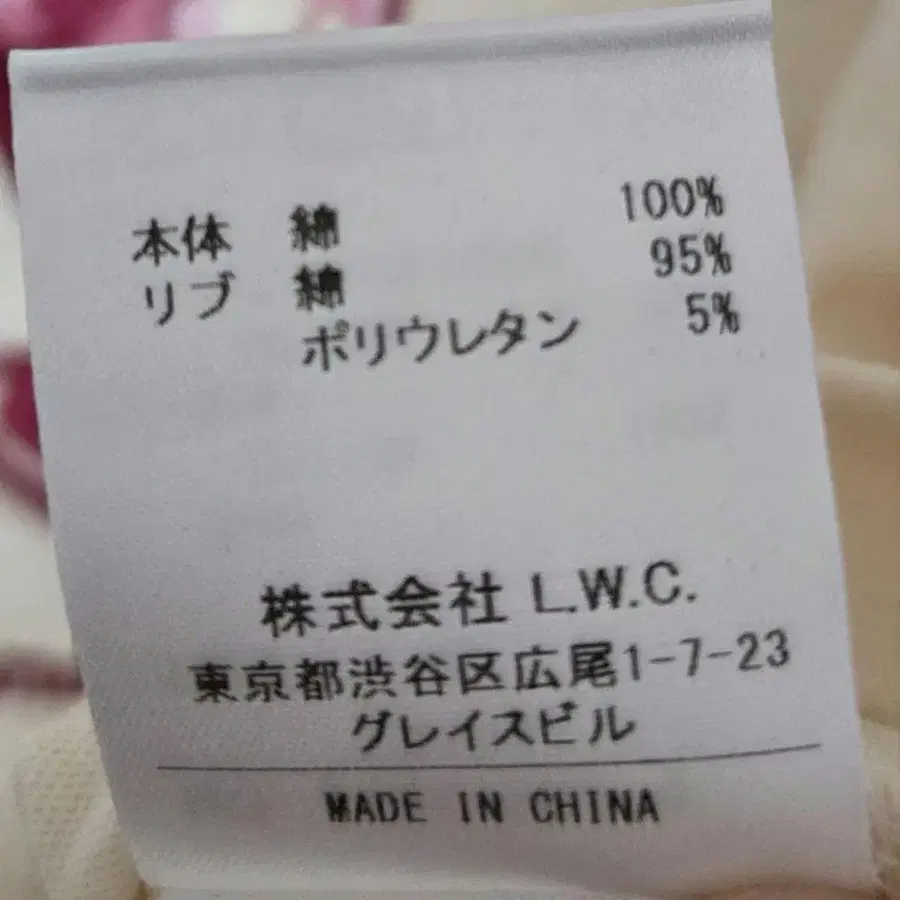 本体 綿 100%
リブ 綿 95%
ポリウレタン 5%
株式会社 L.W.C.
東京都渋谷区広尾1-7-23
グレイスビル
MADE IN CHINA